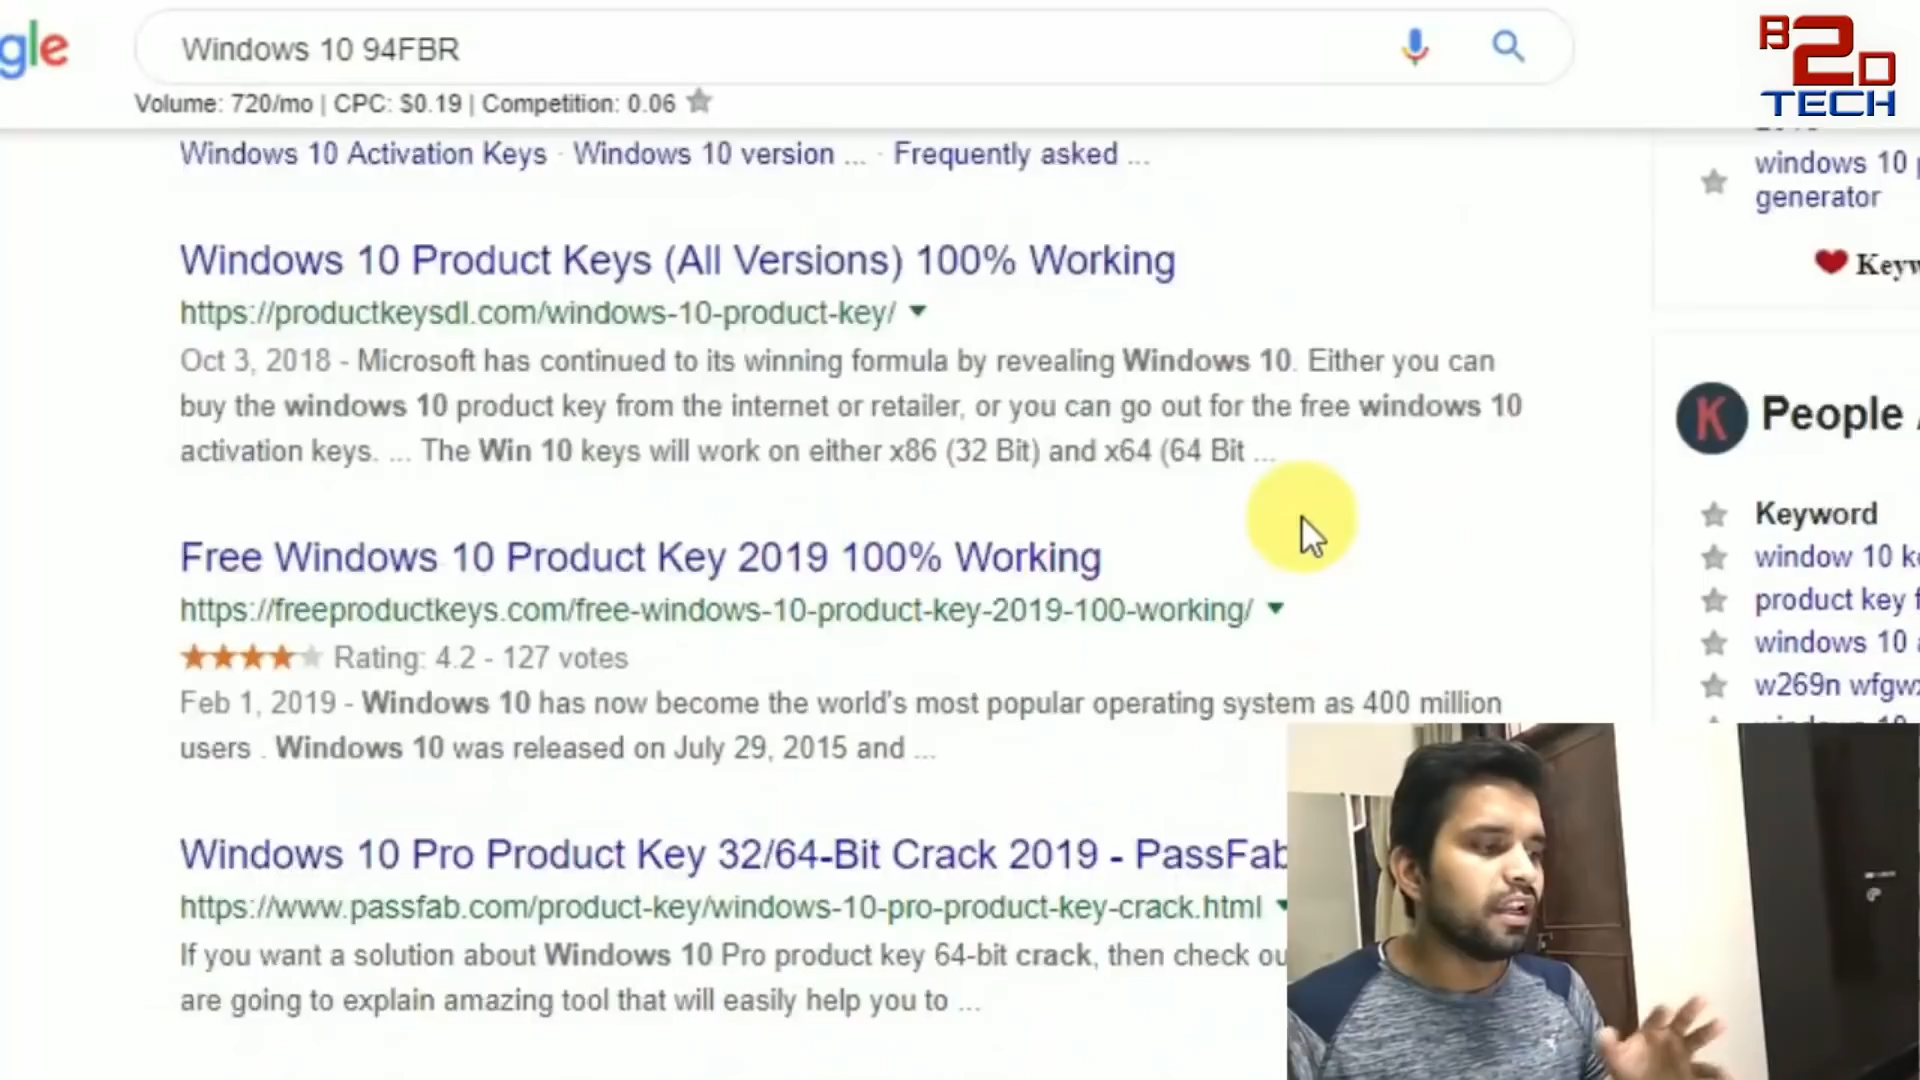 gle
Windows 10 94FBR
B2D
TECH
Volume: 720/mo | CPC: $0.19 | Competition: 0.06
Windows 10 Activation Keys · Windows 10 version ... · Frequently asked ...
windows 10 p
generator
Windows 10 Product Keys (All Versions) 100% Working
Keyw
https://productkeysdl.com/windows-10-product-key/
Oct 3, 2018 - Microsoft has continued to its winning formula by revealing Windows 10. Either you can
buy the windows 10 product key from the internet or retailer, or you can go out for the free windows 10
activation keys. ... The Win 10 keys will work on either x86 (32 Bit) and x64 (64 Bit ...
K People
Keyword
window 10 k
product key f
windows 10 a
w269n wfgwx
Free Windows 10 Product Key 2019 100% Working
https://freeproductkeys.com/free-windows-10-product-key-2019-100-working/
Rating: 4.2 - 127 votes
Feb 1, 2019 - Windows 10 has now become the world's most popular operating system as 400 million
users . Windows 10 was released on July 29, 2015 and ...
Windows 10 Pro Product Key 32/64-Bit Crack 2019 - PassFab
https://www.passfab.com/product-key/windows-10-pro-product-key-crack.html
If you want a solution about Windows 10 Pro product key 64-bit crack, then check ou
are going to explain amazing tool that will easily help you to ...